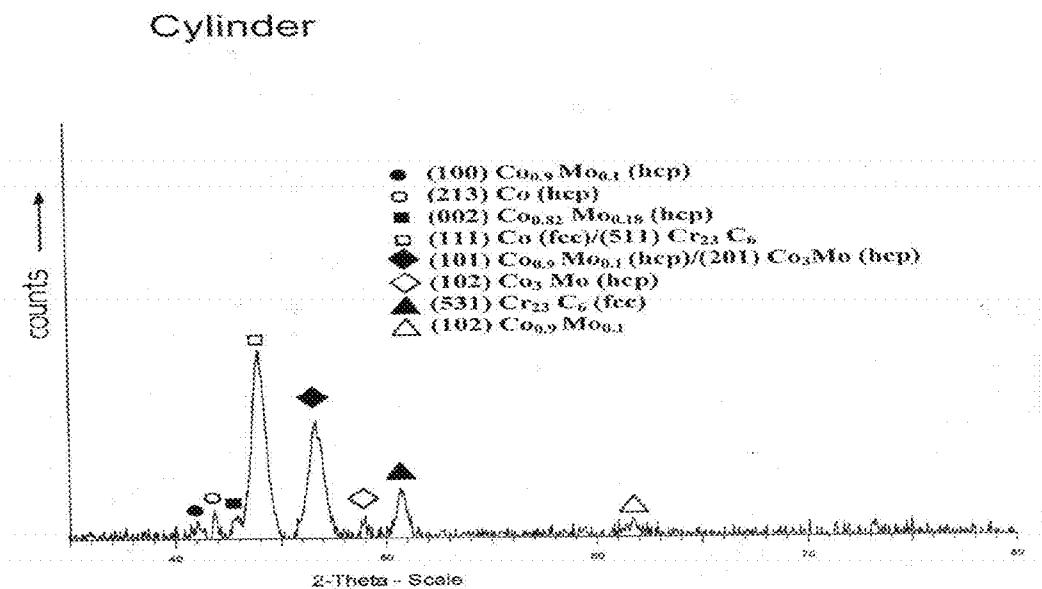 Cylinder
(100) Co0.9 Mo0.1 (hcp)
(213) Co (hcp)
(002) Co0.82 Mo0.18 (hcp)
(111) Co (fcc)/(511) Cr23 C6
(101) Co0.9 Mo0.1 (hcp)/(201) Co3Mo (hcp)
(102) Co3 Mo (hcp)
(531) Cr23 C6 (fcc)
(102) Co0.9 Mo0.1
counts
40
2-Theta - Scale